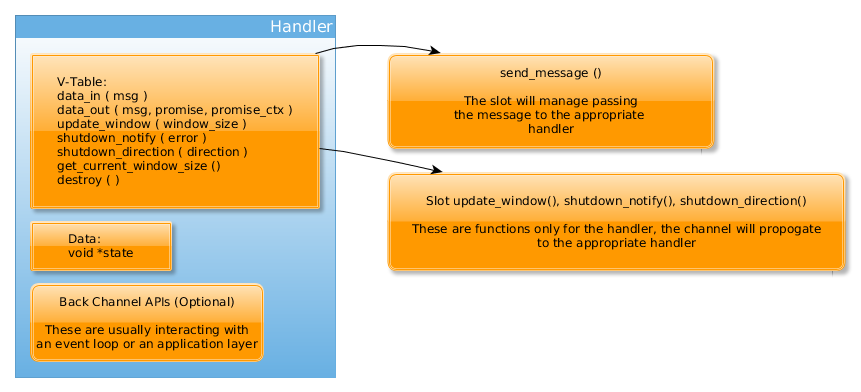 Handler
V-Table:
data_in ( msg )
data_out ( msg, promise, promise_ctx )
update_window ( window_size )
shutdown_notify ( error )
shutdown_direction ( direction )
get_current_window_size ()
destroy ( )
Data:
void *state
Back Channel APIs (Optional)
These are usually interacting with
an event loop or an application layer
send_message ()
The slot will manage passing
the message to the appropriate
handler
Slot update_window(), shutdown_notify(), shutdown_direction()
These are functions only for the handler, the channel will propogate
to the appropriate handler